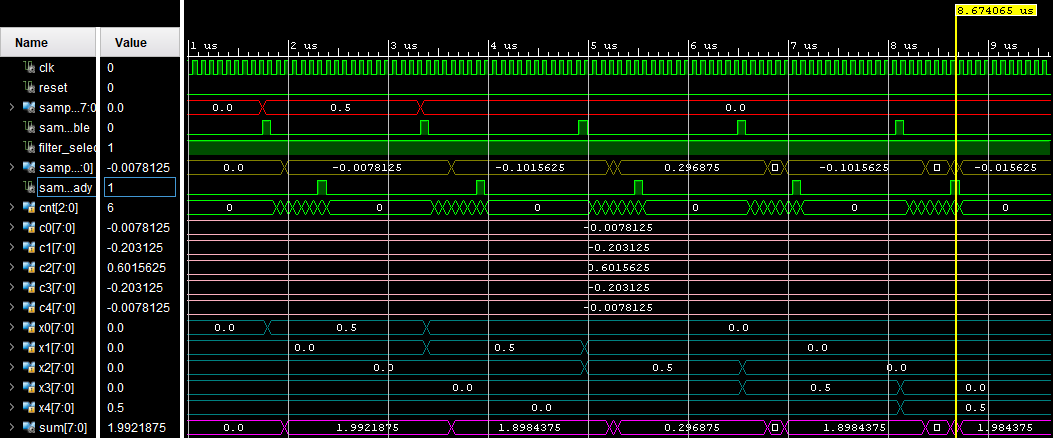 8.674065 us
Name Value
1 us 2 us 3 us 4 us 5 us 6 us 7 us 8 us 9 us
clk 0
reset 0
samp...7:0 0.0 0.0 0.5 0.0
sam...ble 0
filter_selec 1
samp...:0] -0.0078125 0.0 -0.0078125 -0.1015625 0.296875 -0.1015625 -0.015625
sam...ady 1
cnt[2:0] 6 0 0 0 0 0 0
c0[7:0] -0.0078125 -0.0078125
c1[7:0] -0.203125 -0.203125
c2[7:0] 0.6015625 0.6015625
c3[7:0] -0.203125 -0.203125
c4[7:0] -0.0078125 -0.0078125
x0[7:0] 0.0 0.0 0.5 0.0
x1[7:0] 0.0 0.0 0.5 0.0
x2[7:0] 0.0 0.0 0.5 0.0
x3[7:0] 0.0 0.0 0.5 0.0
x4[7:0] 0.5 0.0 0.5
sum[7:0] 1.9921875 0.0 1.9921875 1.8984375 0.296875 1.8984375 1.984375